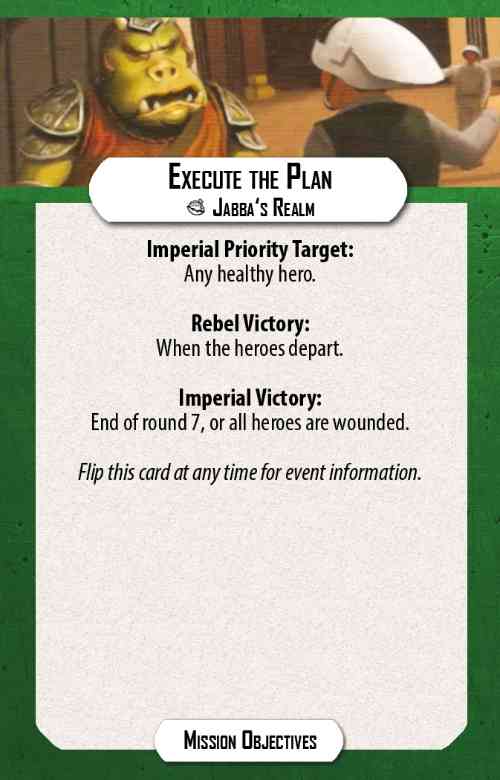 Execute the Plan
Jabba's Realm
Imperial Priority Target:
Any healthy hero.
Rebel Victory:
When the heroes depart.
Imperial Victory:
End of round 7, or all heroes are wounded.
Flip this card at any time for event information.
Mission Objectives